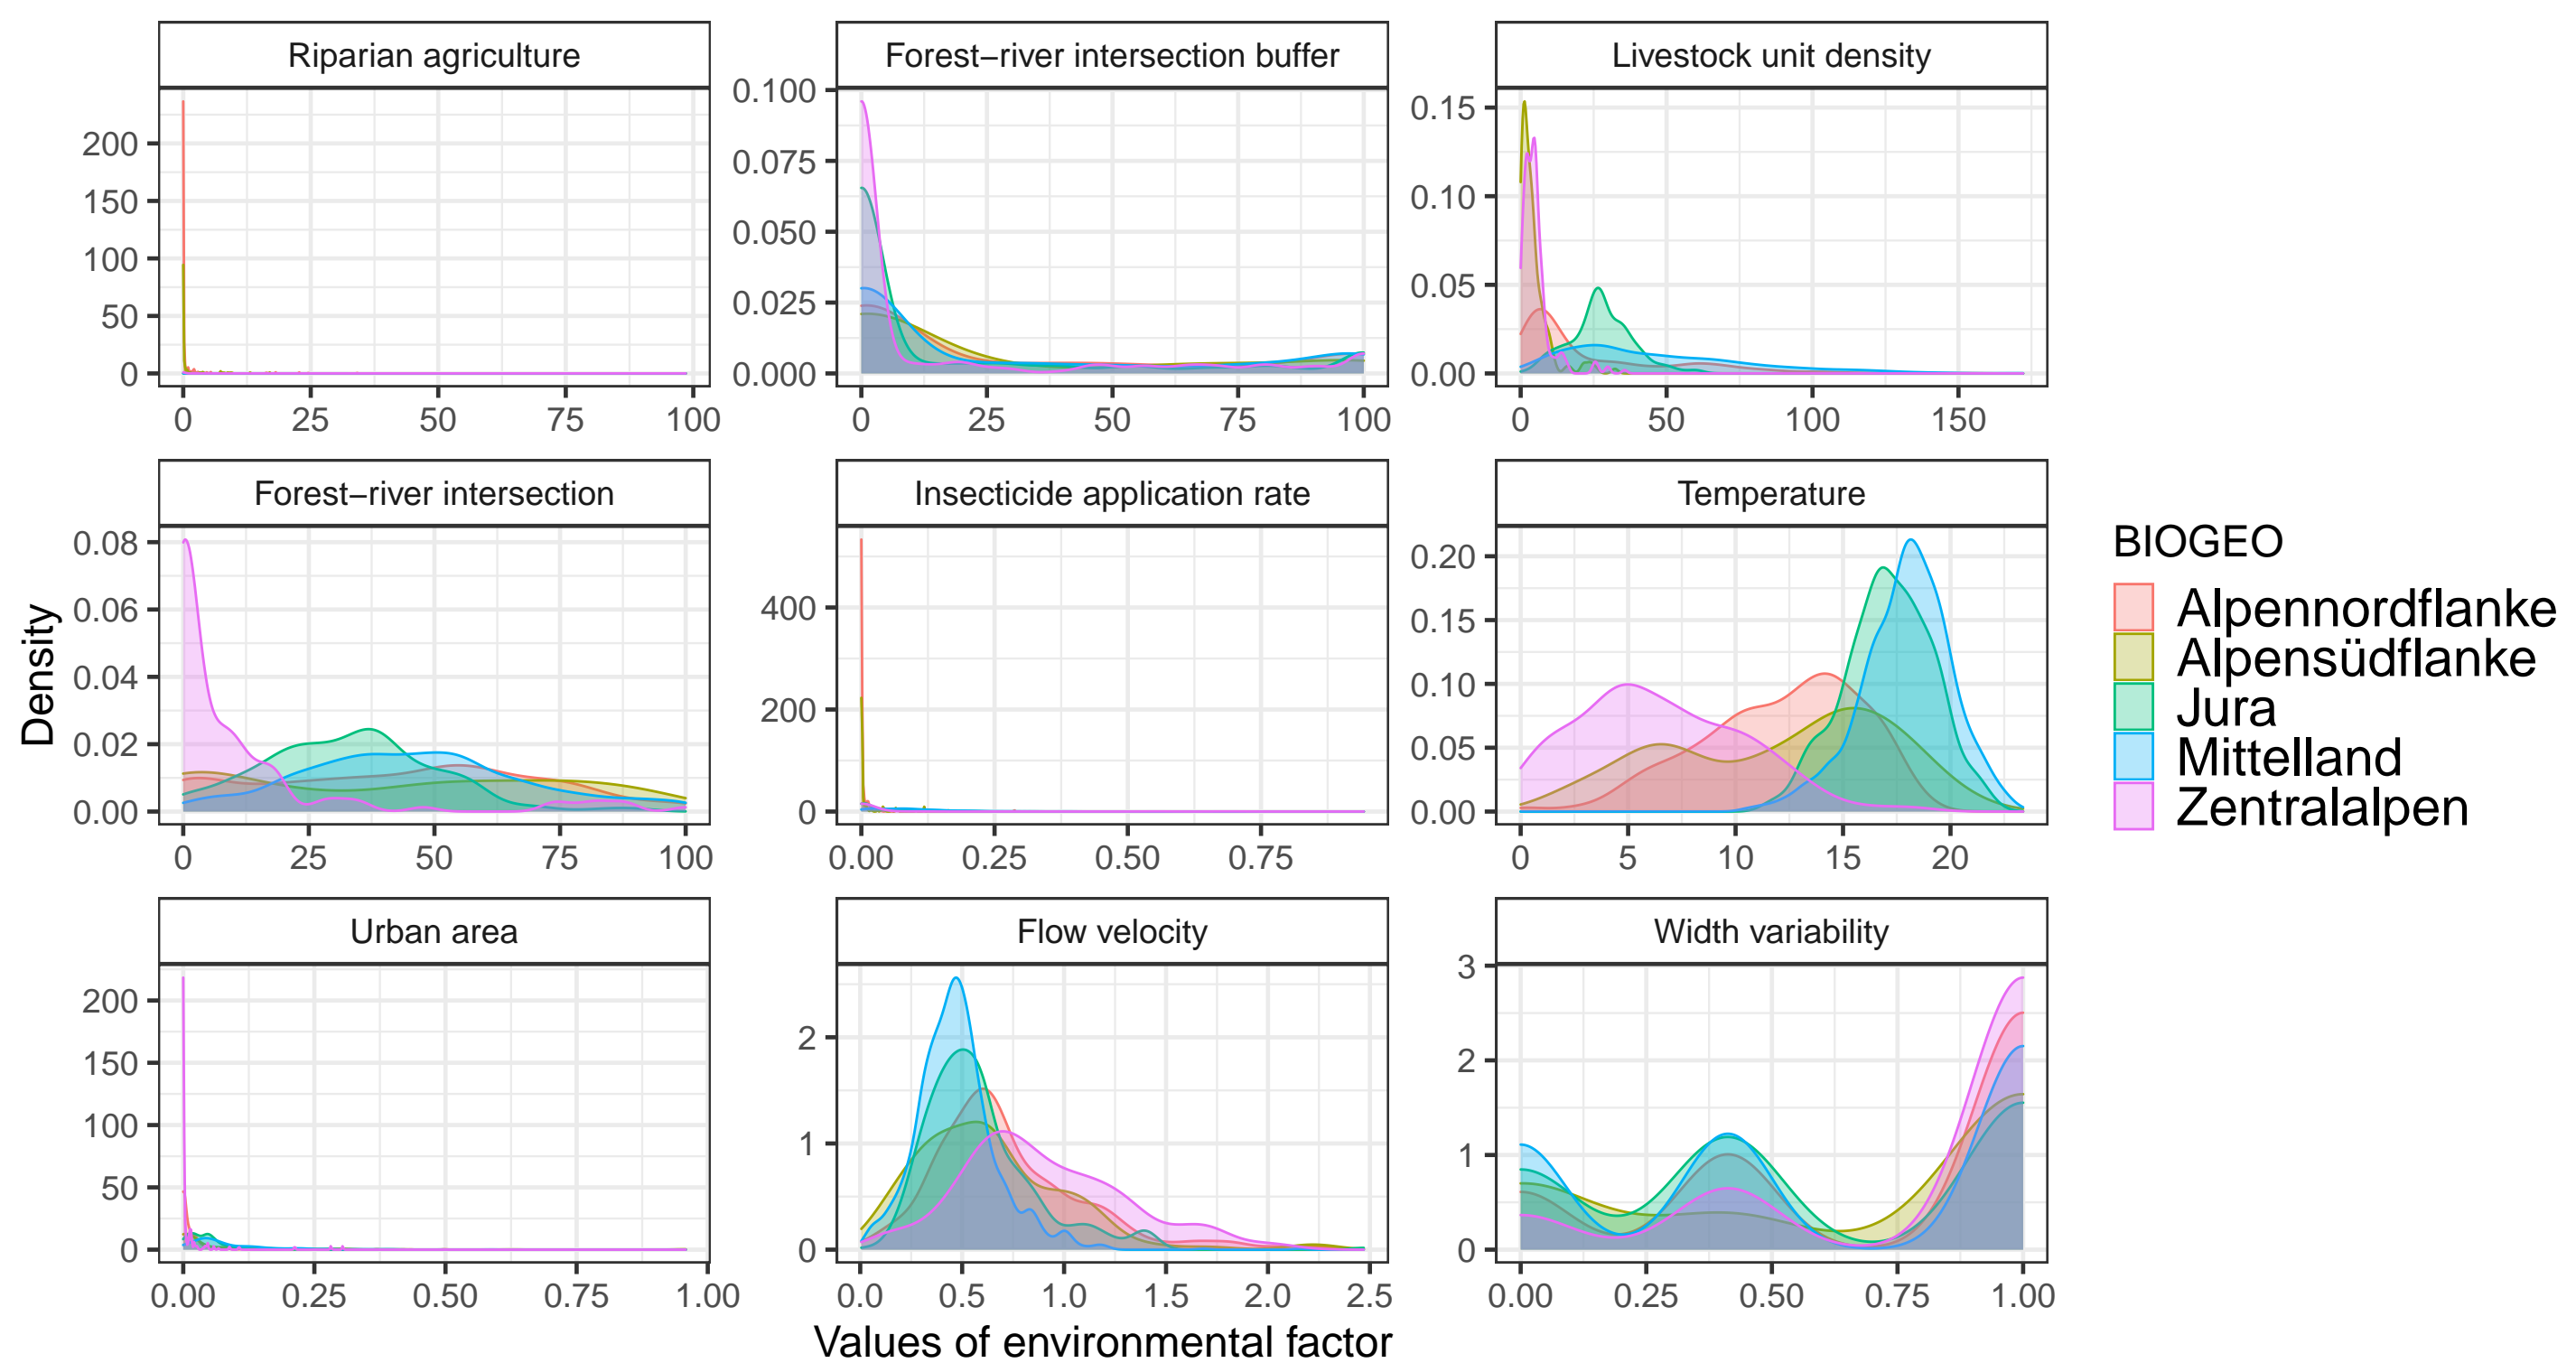 Riparian agriculture
Forest−river intersection buffer
Livestock unit density
200
150
100
50
0
0 25 50 75 100
0.100
0.075
0.050
0.025
0.000
0 25 50 75 100
0.15
0.10
0.05
0.00
0 50 100 150
Forest−river intersection
Insecticide application rate
Temperature
0.08
0.06
0.04
0.02
0.00
0 25 50 75 100
400
200
0
0.00 0.25 0.50 0.75
0.20
0.15
0.10
0.05
0.00
0 5 10 15 20
Urban area
Flow velocity
Width variability
200
150
100
50
0
0.00 0.25 0.50 0.75 1.00
2
1
0
0.0 0.5 1.0 1.5 2.0 2.5
3
2
1
0
0.00 0.25 0.50 0.75 1.00
Density
Values of environmental factor
BIOGEO
Alpennordflanke
Alpensüdflanke
Jura
Mittelland
Zentralalpen